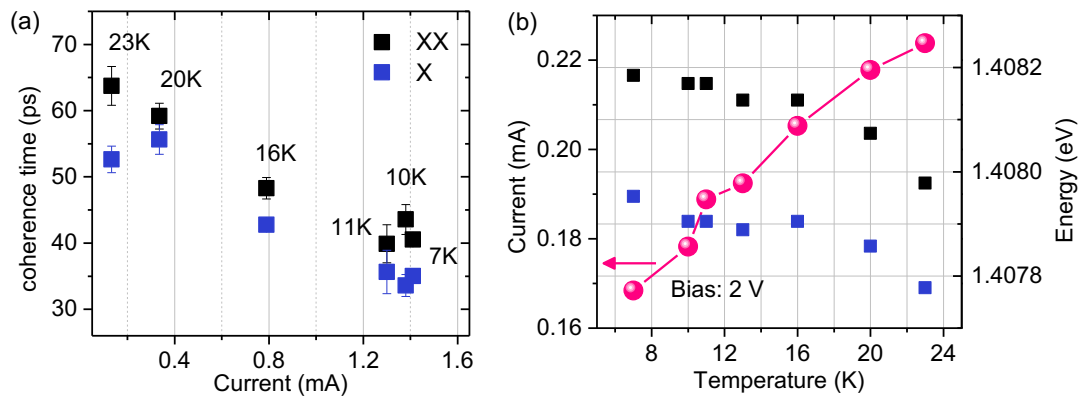 (a)
70
60
50
40
30
coherence time (ps)
23K
20K
16K
10K
11K
7K
XX
X
0.4
0.8
1.2
1.6
Current (mA)
(b)
0.22
0.20
0.18
0.16
Current (mA)
Bias: 2 V
8
12
16
20
24
Temperature (K)
1.4082
1.4080
1.4078
Energy (eV)